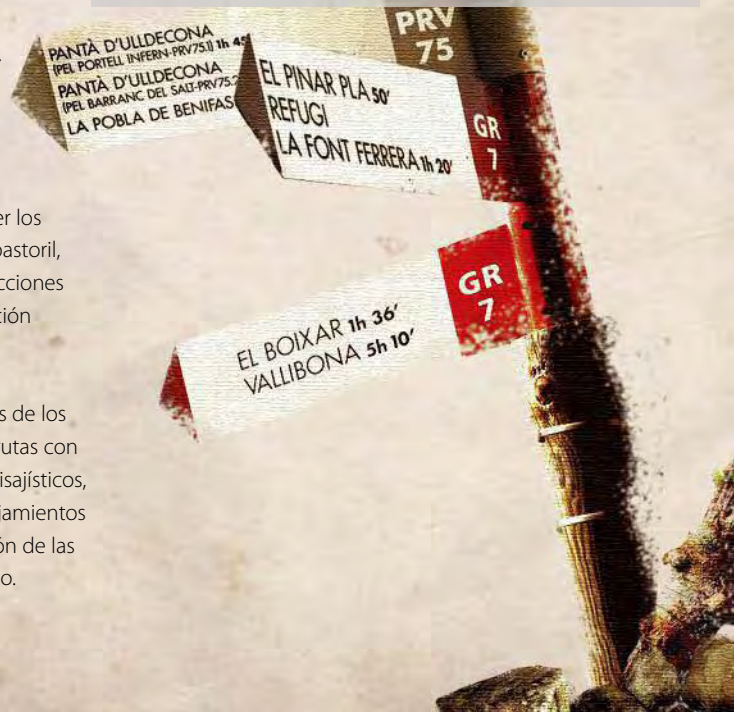 PRV
75
PANTÀ D'ULLDECONA
(PEL PORTELL INFERN-PRV75.1) 1h 45'
PANTÀ D'ULLDECONA
(PEL BARRANC DEL SALT-PRV75.2
LA POBLA DE BENIFAS
EL PINAR PLA 50'
REFUGI
LA FONT FERRERA 1h 20'
GR
7
GR
7
EL BOIXAR 1h 36'
VALLIBONA 5h 10'
er los
pastoril,
cciones
ción
s de los
utas con
isajísticos,
jamientos
ón de las
o.